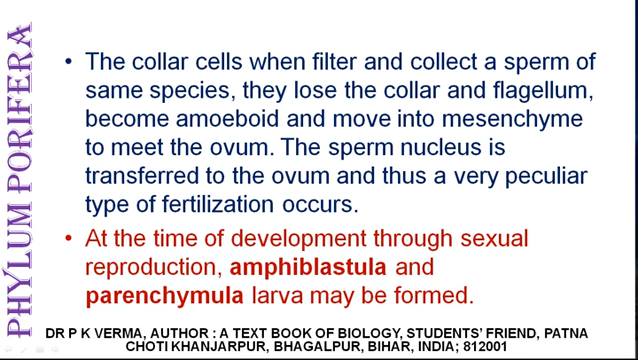 PHYLUM PORIFERA
• The collar cells when filter and collect a sperm of
same species, they lose the collar and flagellum,
become amoeboid and move into mesenchyme
to meet the ovum. The sperm nucleus is
transferred to the ovum and thus a very peculiar
type of fertilization occurs.
• At the time of development through sexual
reproduction, amphiblastula and
parenchymula larva may be formed.
DR P K VERMA, AUTHOR : A TEXT BOOK OF BIOLOGY, STUDENTS' FRIEND, PATNA
CHOTI KHANJARPUR, BHAGALPUR, BIHAR, INDIA; 812001